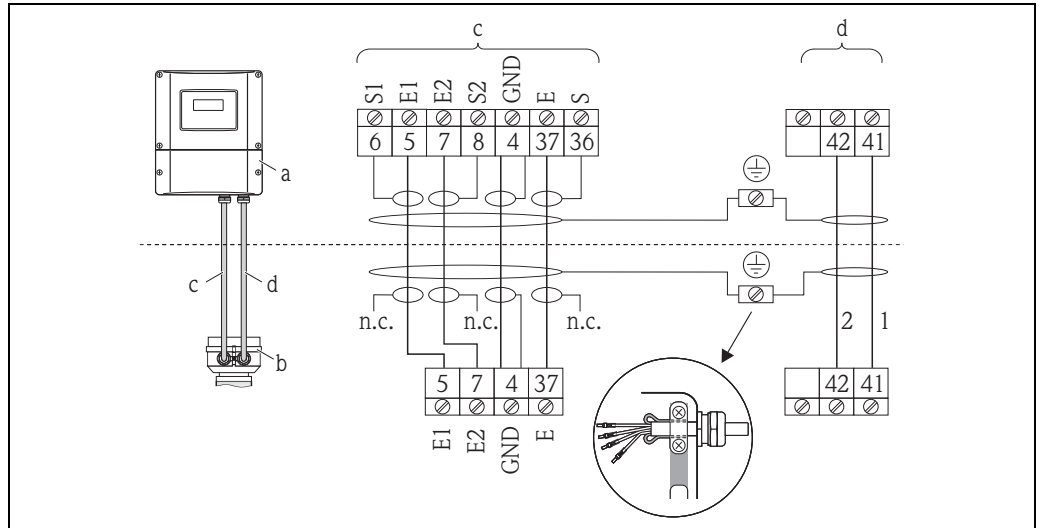 c
d
S1 E1 E2 S2 GND E S
6 5 7 8 4 37 36
42 41
a
c d
n.c. n.c. n.c.
2 1
b
5 7 4 37
42 41
E1 E2 GND E